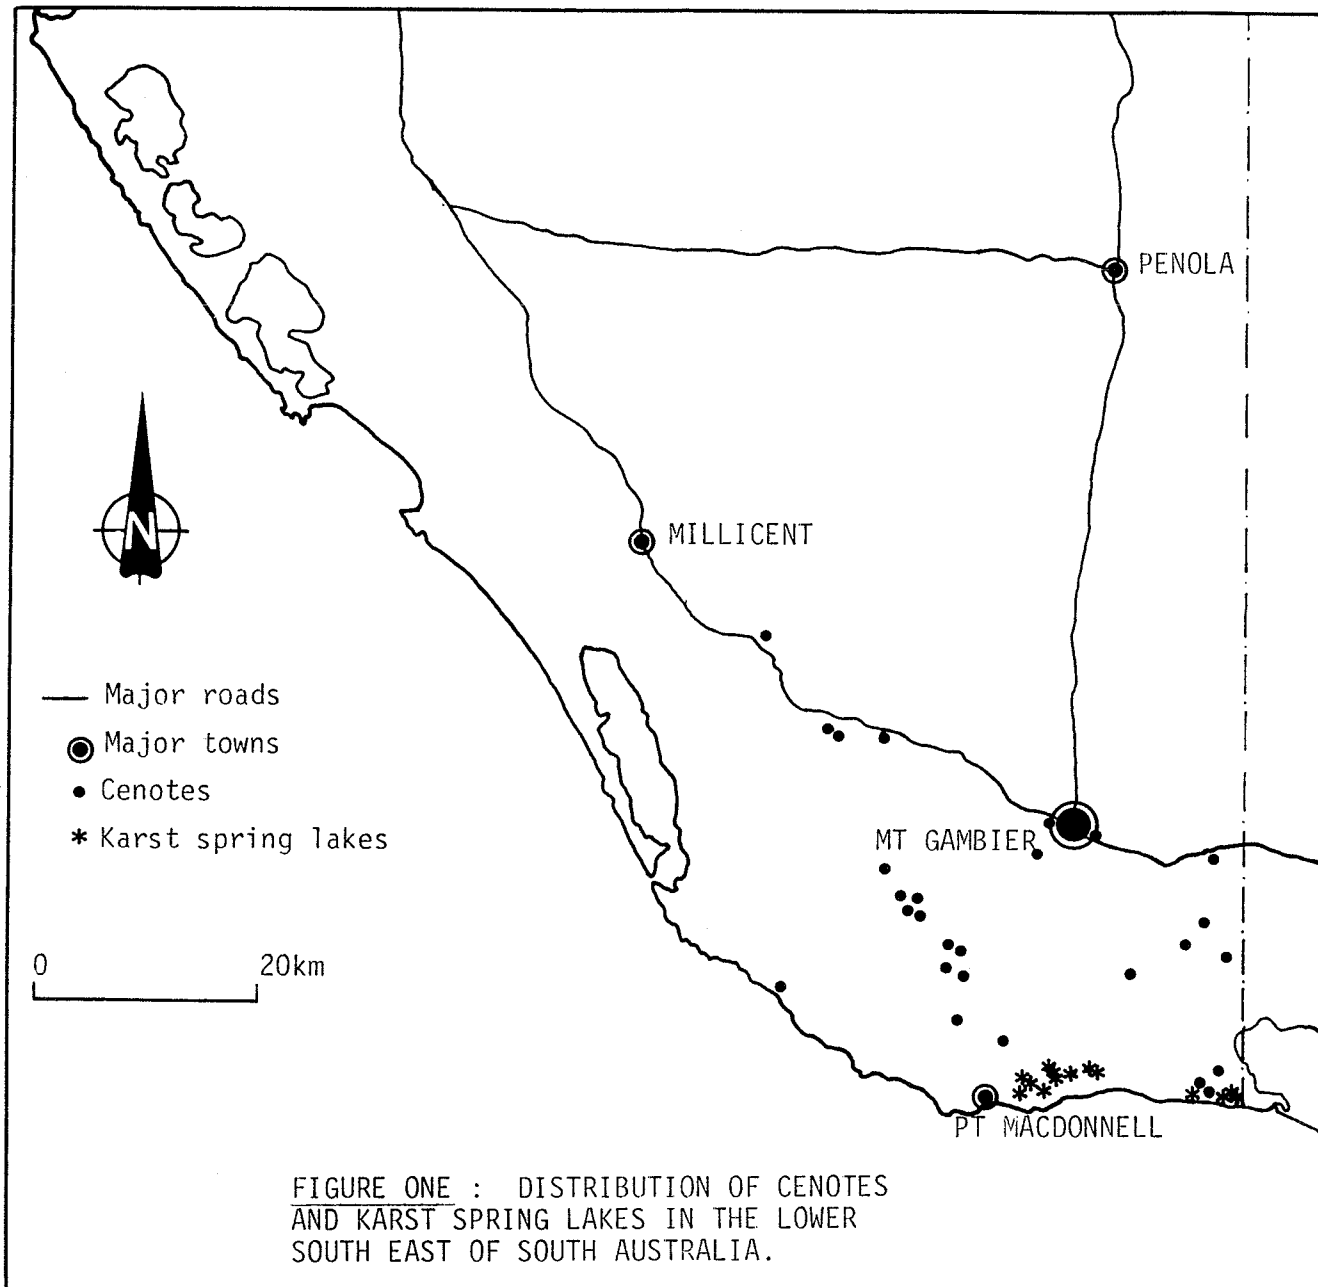 PENOLA
N
MILLICENT
Major roads
Major towns
Cenotes
Karst spring lakes
MT GAMBIER
0 20km
PT MACDONNELL
FIGURE ONE : DISTRIBUTION OF CENOTES
AND KARST SPRING LAKES IN THE LOWER
SOUTH EAST OF SOUTH AUSTRALIA.